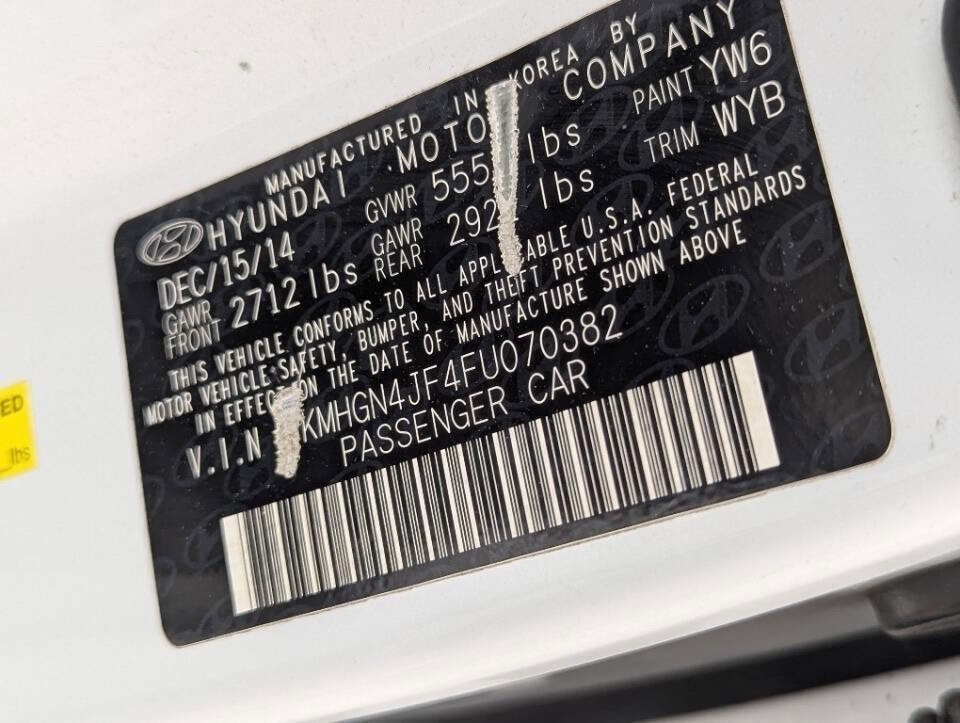 MANUFACTURED IN KOREA BY
HYUNDAI MOTOR COMPANY
DEC/15/14 GVWR 555 lbs PAINT YW6
GAWR FRONT 2712 lbs GAWR REAR 292 lbs TRIM WYB
THIS VEHICLE CONFORMS TO ALL APPLICABLE U.S.A. FEDERAL
MOTOR VEHICLE SAFETY, BUMPER, AND THEFT PREVENTION STANDARDS
IN EFFECT ON THE DATE OF MANUFACTURE SHOWN ABOVE
V.I.N KMHGN4JF4FU070382
PASSENGER CAR
lbs